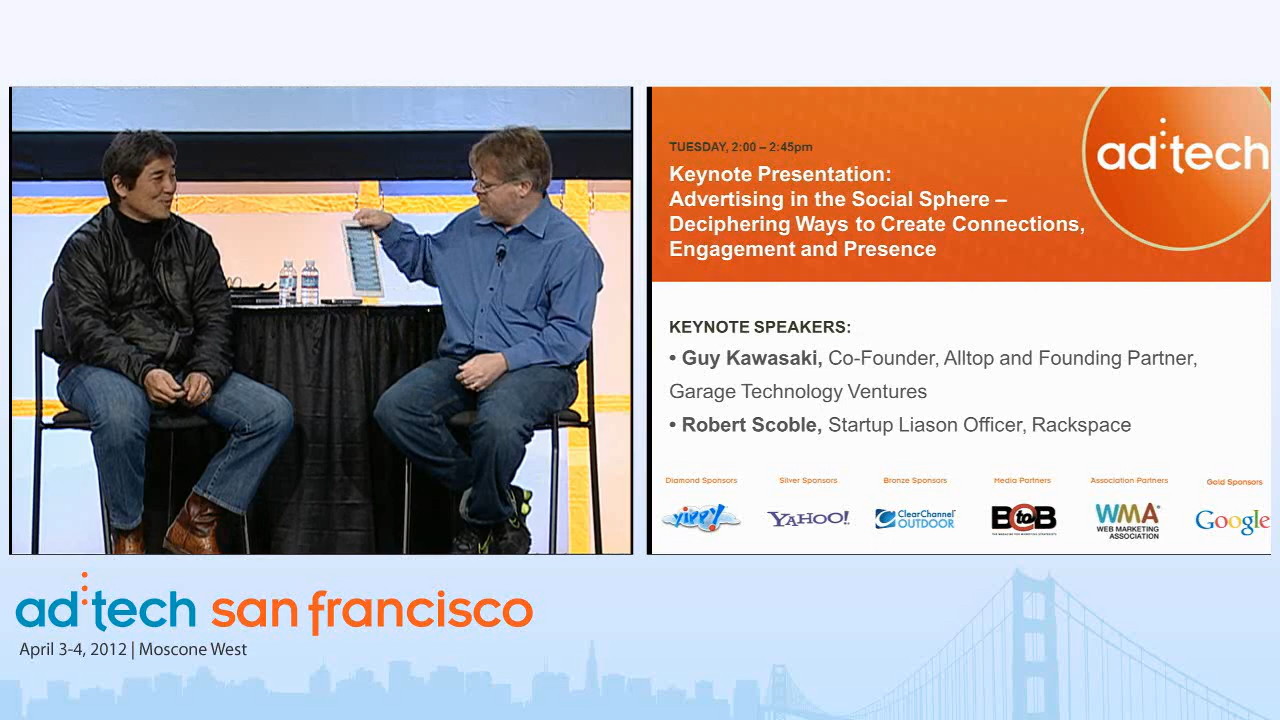 TUESDAY, 2:00 – 2:45pm
Keynote Presentation:
Advertising in the Social Sphere –
Deciphering Ways to Create Connections,
Engagement and Presence
ad:tech
KEYNOTE SPEAKERS:
• Guy Kawasaki, Co-Founder, Alltop and Founding Partner,
Garage Technology Ventures
• Robert Scoble, Startup Liason Officer, Rackspace
Diamond Sponsors
Silver Sponsors
Bronze Sponsors
Media Partners
Association Partners
Gold Sponsors
YIPPY
YAHOO!
ClearChannel
OUTDOOR
BtoB
WMA
WEB MARKETING
ASSOCIATION
Google
ad:tech san francisco
April 3-4, 2012 | Moscone West